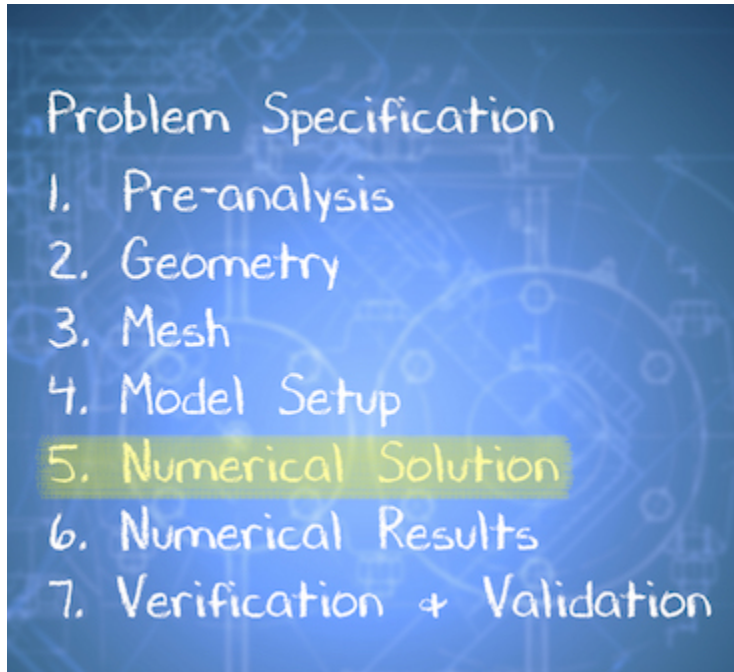 Problem Specification
1. Pre-analysis
2. Geometry
3. Mesh
4. Model Setup
5. Numerical Solution
6. Numerical Results
7. Verification & Validation